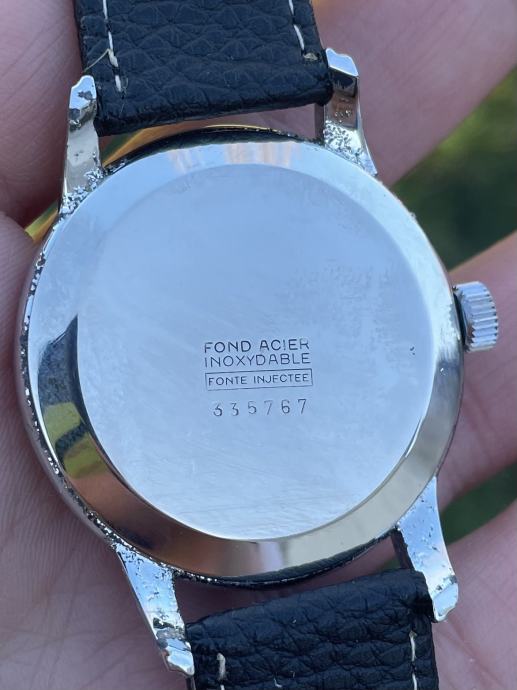 FOND ACIER
INOXYDABLE
FONTE INJECTEE
335767